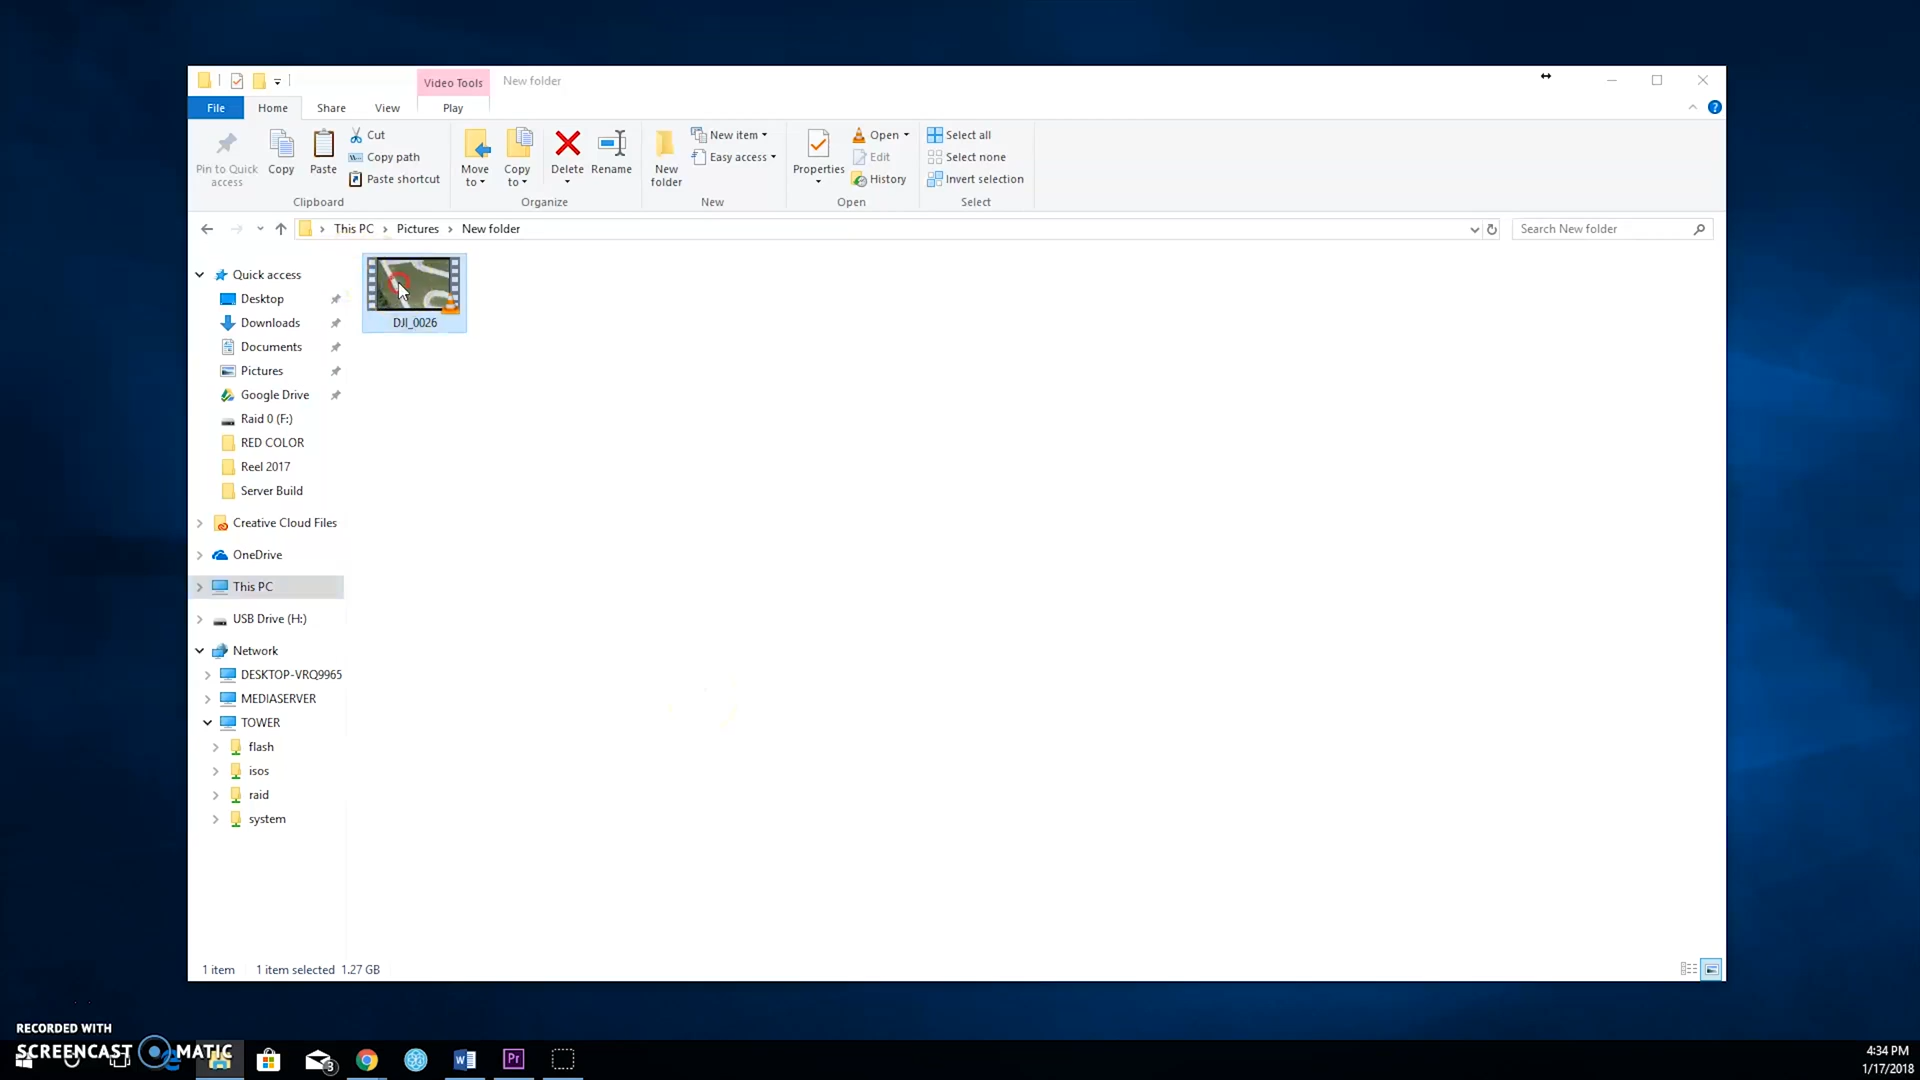 Video Tools New folder
File Home Share View Play
Pin to Quick access
Copy
Paste
Cut
Copy path
Paste shortcut
Clipboard
Move to
Copy to
Delete
Rename
Organize
New folder
New item
Easy access
New
Properties
Open
Edit
History
Open
Select all
Select none
Invert selection
Select
This PC > Pictures > New folder
Search New folder
Quick access
Desktop
Downloads
Documents
Pictures
Google Drive
Raid 0 (F:)
RED COLOR
Reel 2017
Server Build
Creative Cloud Files
OneDrive
This PC
USB Drive (H:)
Network
DESKTOP-VRQ9965
MEDIASERVER
TOWER
flash
isos
raid
system
DJI_0026
1 item 1 item selected 1.27 GB
RECORDED WITH
SCREENCAST MATIC
3
Pr
4:34 PM
1/17/2018